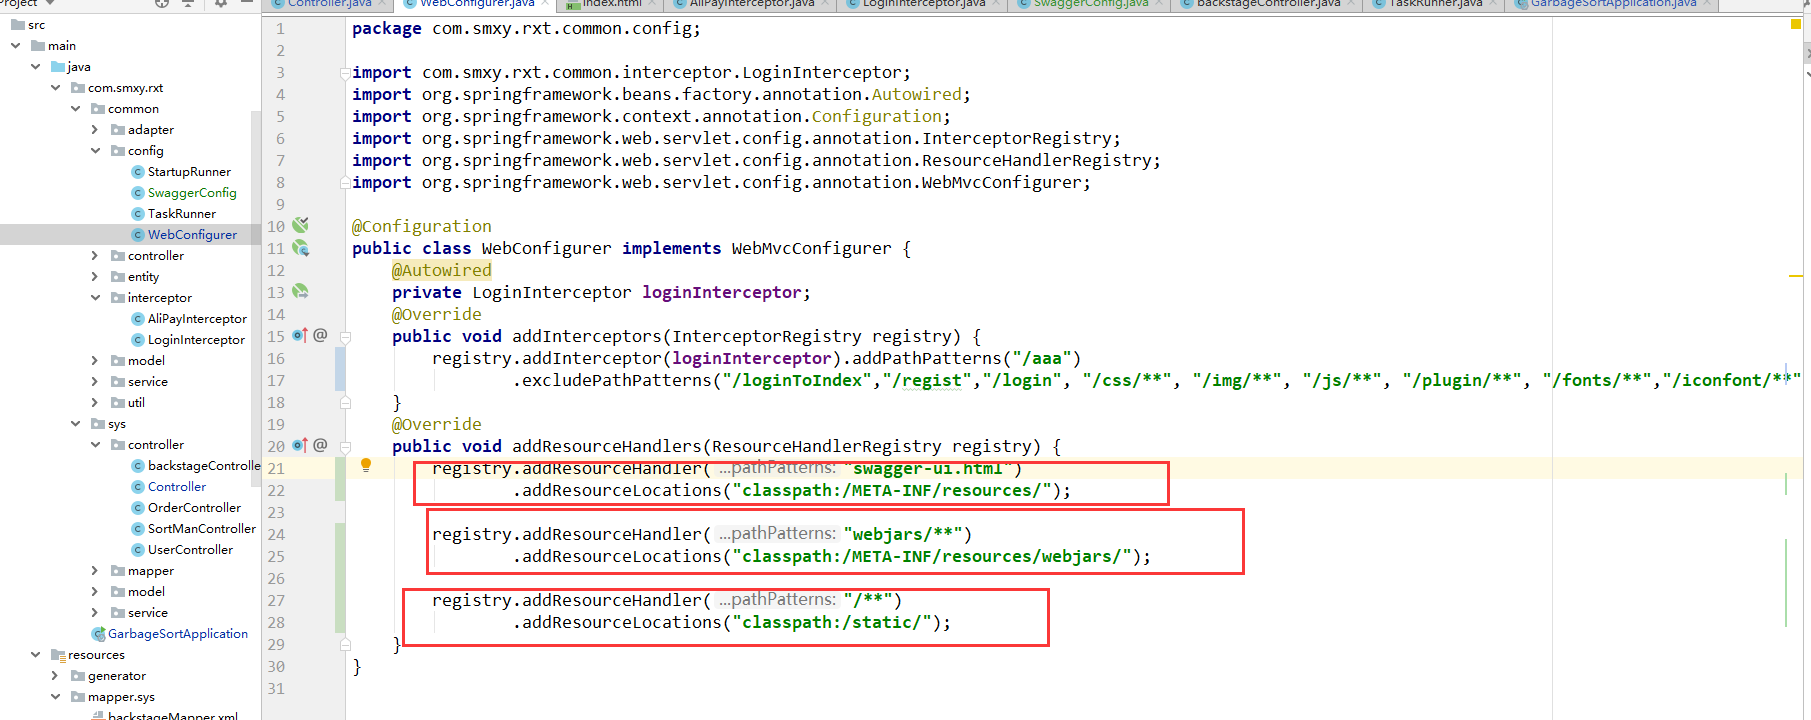 Project
Controller.java
WebConfigurer.java
index.html
AliPayInterceptor.java
LoginInterceptor.java
SwaggerConfig.java
backstageController.java
TaskRunner.java
GarbageSortApplication.java
src
main
java
com.smxy.rxt
common
adapter
config
StartupRunner
SwaggerConfig
TaskRunner
WebConfigurer
controller
entity
interceptor
AliPayInterceptor
LoginInterceptor
model
service
util
sys
controller
backstageControlle
Controller
OrderController
SortManController
UserController
mapper
model
service
GarbageSortApplication
resources
generator
mapper.sys
backstageMapper.xml
1 package com.smxy.rxt.common.config;
2
3 import com.smxy.rxt.common.interceptor.LoginInterceptor;
4 import org.springframework.beans.factory.annotation.Autowired;
5 import org.springframework.context.annotation.Configuration;
6 import org.springframework.web.servlet.config.annotation.InterceptorRegistry;
7 import org.springframework.web.servlet.config.annotation.ResourceHandlerRegistry;
8 import org.springframework.web.servlet.config.annotation.WebMvcConfigurer;
9
10 @Configuration
11 public class WebConfigurer implements WebMvcConfigurer {
12 @Autowired
13 private LoginInterceptor loginInterceptor;
14 @Override
15 @ public void addInterceptors(InterceptorRegistry registry) {
16 registry.addInterceptor(loginInterceptor).addPathPatterns("/aaa")
17 .excludePathPatterns("/loginToIndex","/regist","/login", "/css/**", "/img/**", "/js/**", "/plugin/**", "/fonts/**","/iconfont/**"
18 }
19 @Override
20 @ public void addResourceHandlers(ResourceHandlerRegistry registry) {
21 registry.addResourceHandler( ...pathPatterns: "swagger-ui.html")
22 .addResourceLocations("classpath:/META-INF/resources/");
23
24 registry.addResourceHandler( ...pathPatterns: "webjars/**")
25 .addResourceLocations("classpath:/META-INF/resources/webjars/");
26
27 registry.addResourceHandler( ...pathPatterns: "/**")
28 .addResourceLocations("classpath:/static/");
29 }
30 }
31